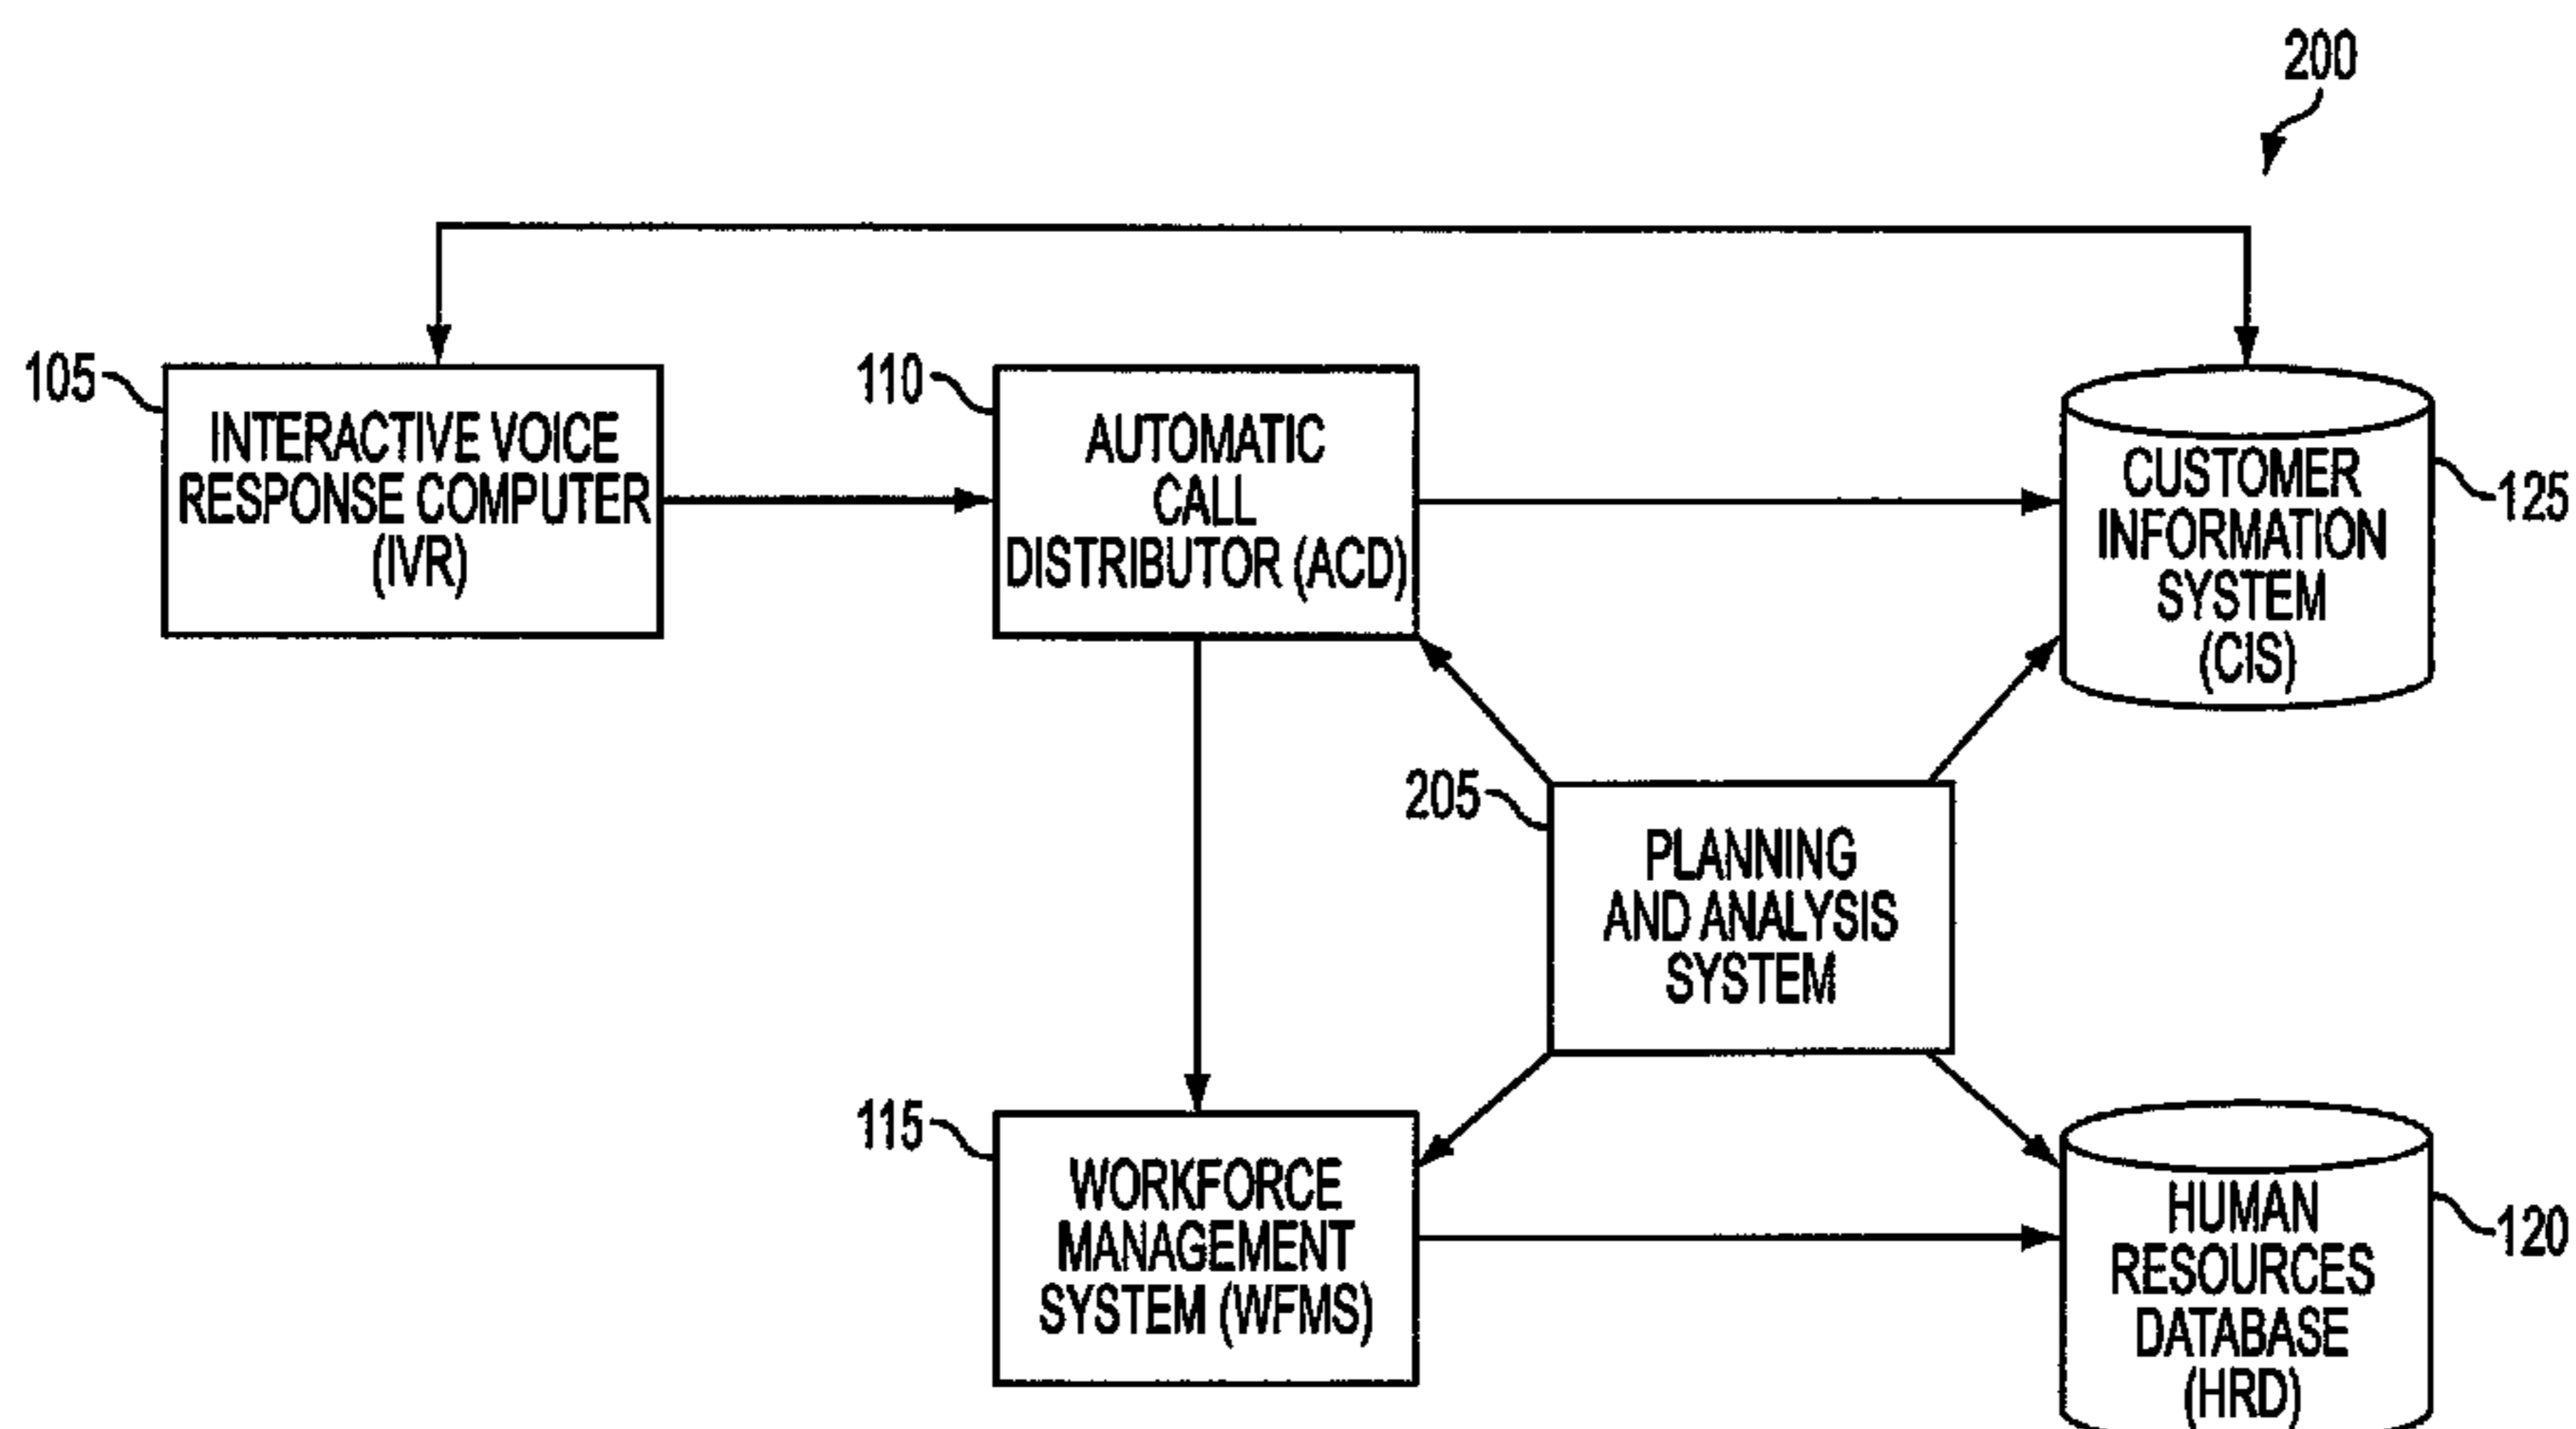 200
105
INTERACTIVE VOICE
RESPONSE COMPUTER
(IVR)
110
AUTOMATIC
CALL
DISTRIBUTOR (ACD)
CUSTOMER
INFORMATION
SYSTEM
(CIS)
125
205
PLANNING
AND ANALYSIS
SYSTEM
115
WORKFORCE
MANAGEMENT
SYSTEM (WFMS)
HUMAN
RESOURCES
DATABASE
(HRD)
120